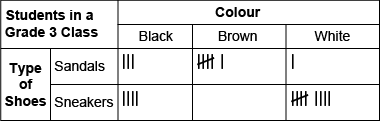 Students in a Grade 3 Class
Colour
Black Brown White
Type of Shoes
Sandals ||| 𝍸 | |
Sneakers |||| 𝍸 ||||